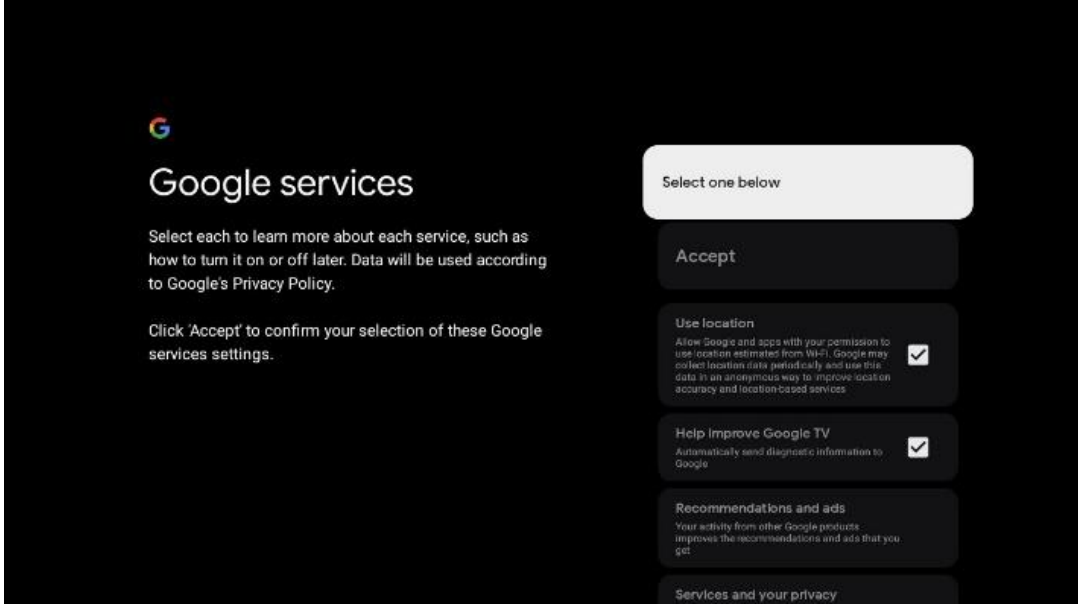 Google services
Select each to learn more about each service, such as
how to turn it on or off later. Data will be used according
to Google's Privacy Policy.
Click 'Accept' to confirm your selection of these Google
services settings.
Select one below
Accept
Use location
Allow Google and apps with your permission to
use location estimated from Wi-Fi. Google may
collect location data periodically and use this
data in an anonymous way to improve location
accuracy and location-based services
Help Improve Google TV
Automatically send diagnostic information to
Google
Recommendations and ads
Your activity from other Google products
improves the recommendations and ads that you
get
Services and your privacy